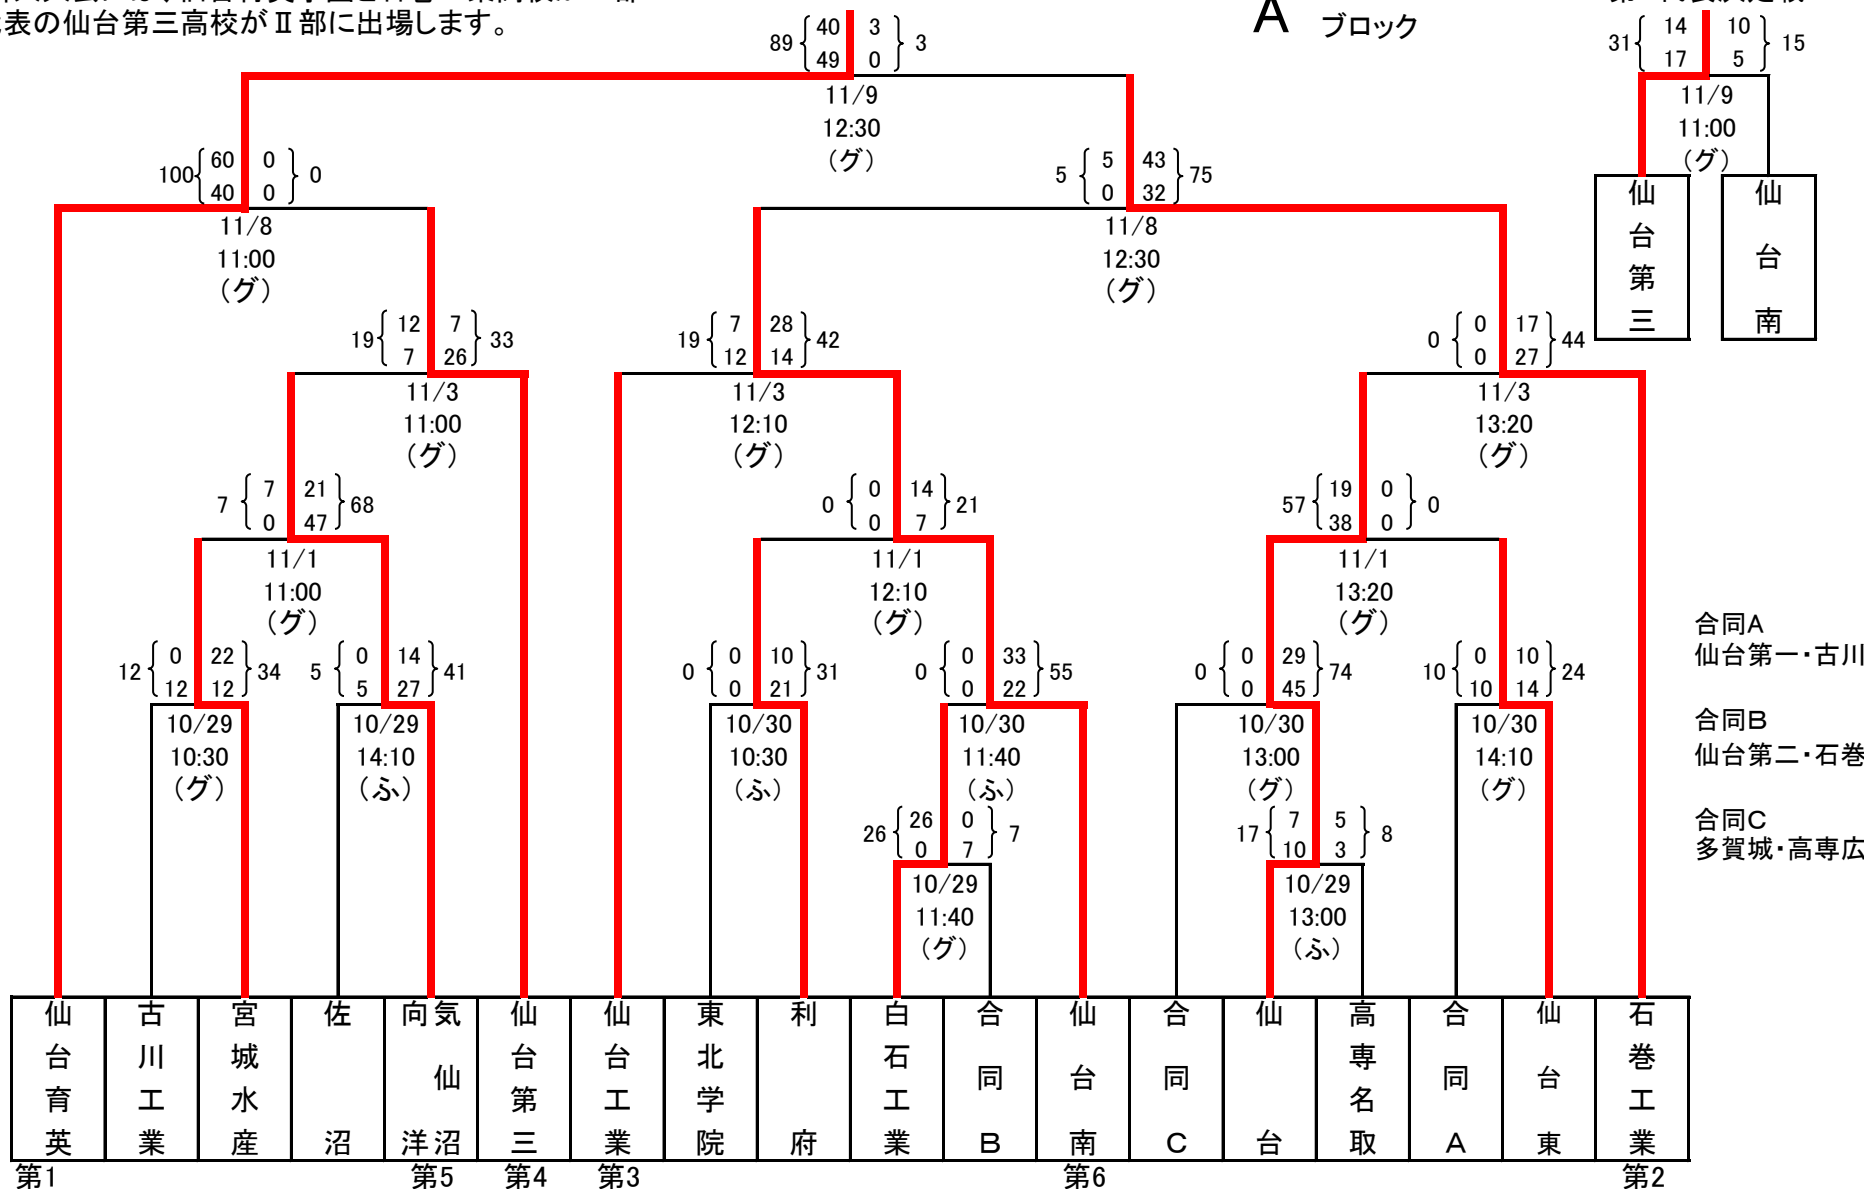 表の仙台第三高校がⅡ部に出場します。
A ブロック
89 40 3 3
49 0
11/9
12:30
(グ)
31 14 10 15
17 5
11/9
11:00
(グ)
仙台第三
仙台南
100 60 0 0
40 0
11/8
11:00
(グ)
5 5 43 75
0 32
11/8
12:30
(グ)
19 12 7 33
7 26
11/3
11:00
(グ)
19 7 28 42
12 14
11/3
12:10
(グ)
0 0 17 44
0 27
11/3
13:20
(グ)
7 7 21 68
0 47
11/1
11:00
(グ)
0 0 14 21
0 7
11/1
12:10
(グ)
57 19 0 0
38 0
11/1
13:20
(グ)
12 0 22 34
12 12
10/29
10:30
(グ)
5 0 14 41
5 27
10/29
14:10
(ふ)
0 0 10 31
0 21
10/30
10:30
(ふ)
0 0 33 55
0 22
10/30
11:40
(ふ)
0 0 29 74
0 45
10/30
13:00
(グ)
10 0 10 24
10 14
10/30
14:10
(グ)
合同A
仙台第一・古川
合同B
仙台第二・石巻
合同C
多賀城・高専広
26 26 0 7
0 7
10/29
11:40
(グ)
17 7 5 8
10 3
10/29
13:00
(ふ)
仙台育英
古川工業
宮城水産
佐沼
気仙沼向洋
仙台第三
仙台工業
東北学院
利府
白石工業
合同B
仙台南
合同C
仙台
高専名取
合同A
仙台東
石巻工業
第1 第5 第4 第3 第6 第2